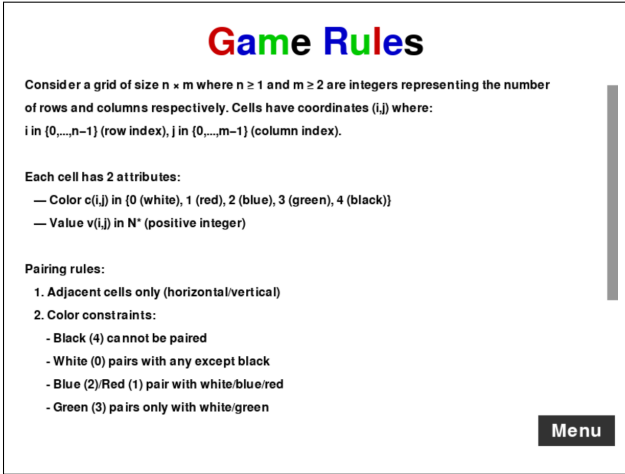 Game Rules
Consider a grid of size n × m where n ≥ 1 and m ≥ 2 are integers representing the number
of rows and columns respectively. Cells have coordinates (i,j) where:
i in {0,...,n−1} (row index), j in {0,...,m−1} (column index).
Each cell has 2 attributes:
— Color c(i,j) in {0 (white), 1 (red), 2 (blue), 3 (green), 4 (black)}
— Value v(i,j) in N* (positive integer)
Pairing rules:
1. Adjacent cells only (horizontal/vertical)
2. Color constraints:
- Black (4) cannot be paired
- White (0) pairs with any except black
- Blue (2)/Red (1) pair with white/blue/red
- Green (3) pairs only with white/green
Menu